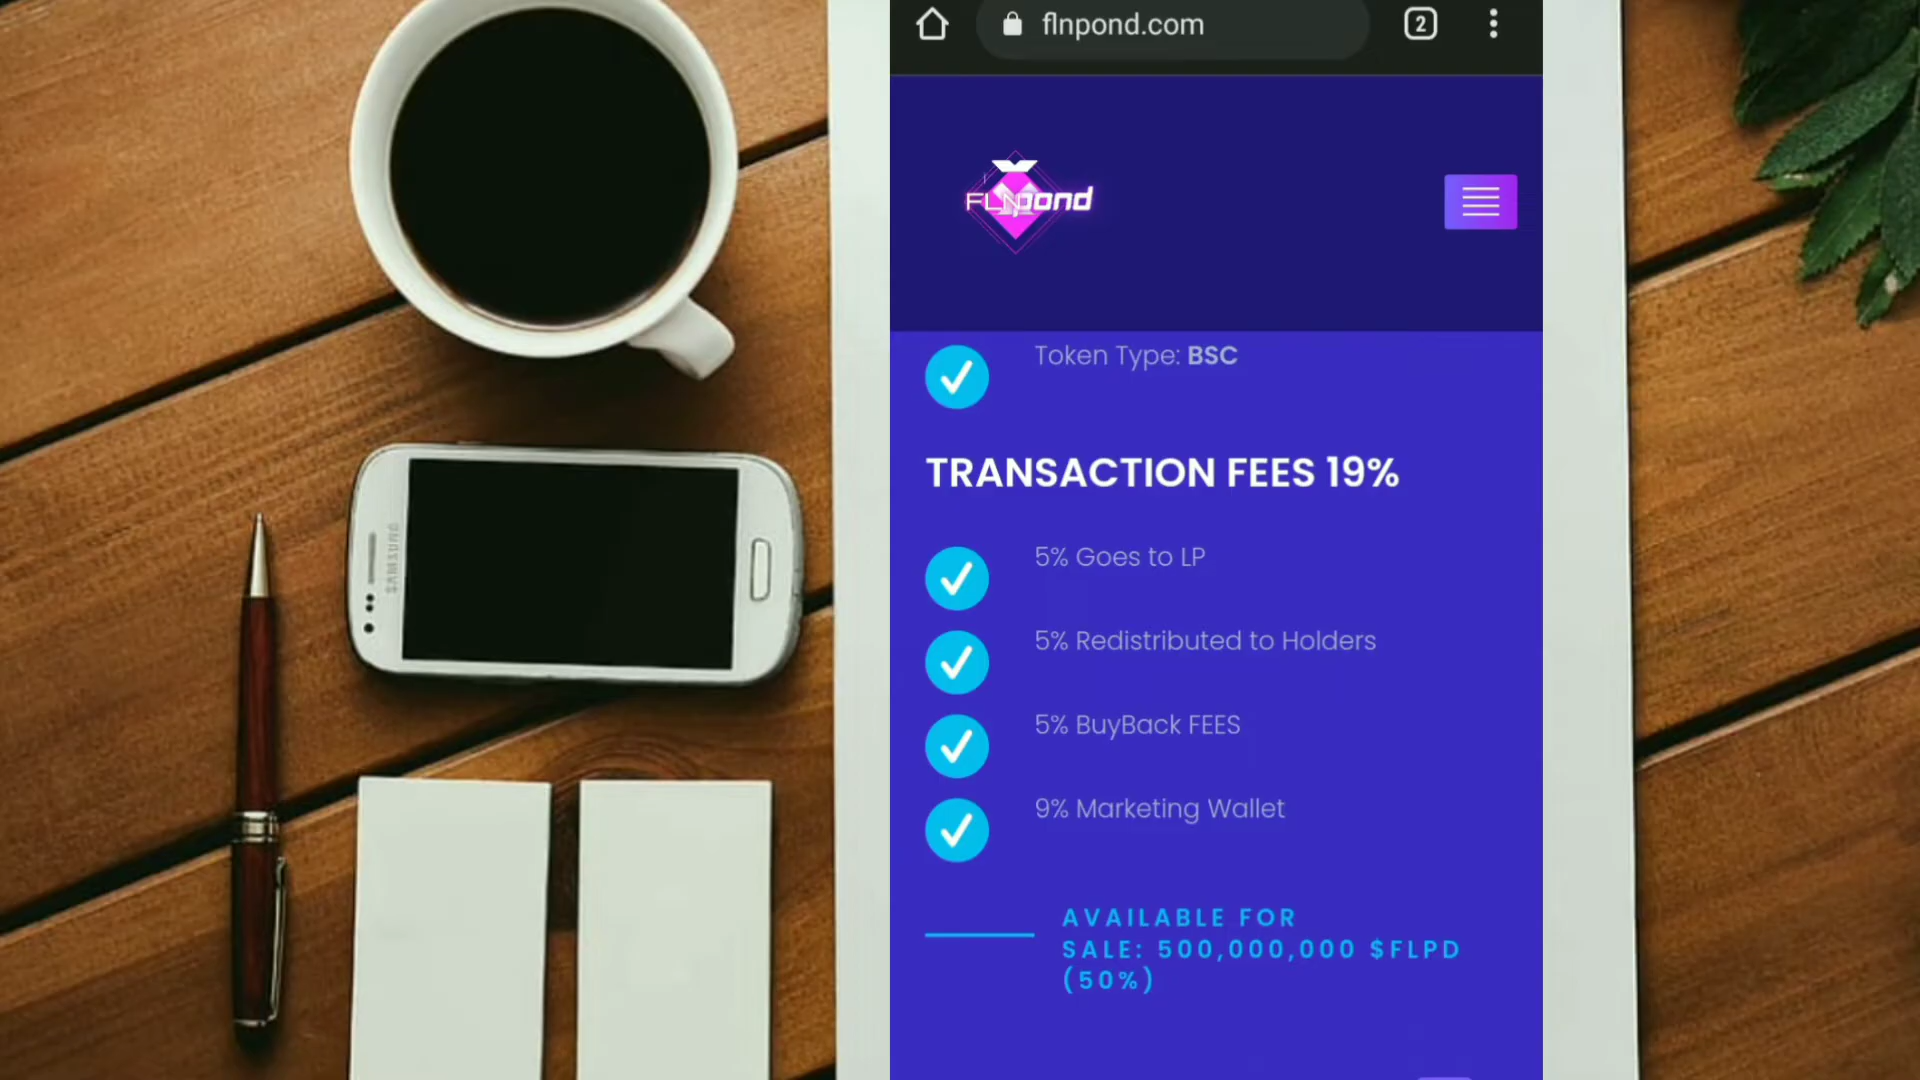 flnpond.com
2
FLNpond
Token Type: BSC
TRANSACTION FEES 19%
5% Goes to LP
5% Redistributed to Holders
5% BuyBack FEES
9% Marketing Wallet
AVAILABLE FOR
SALE: 500,000,000 $FLPD
(50%)
SAMSUNG